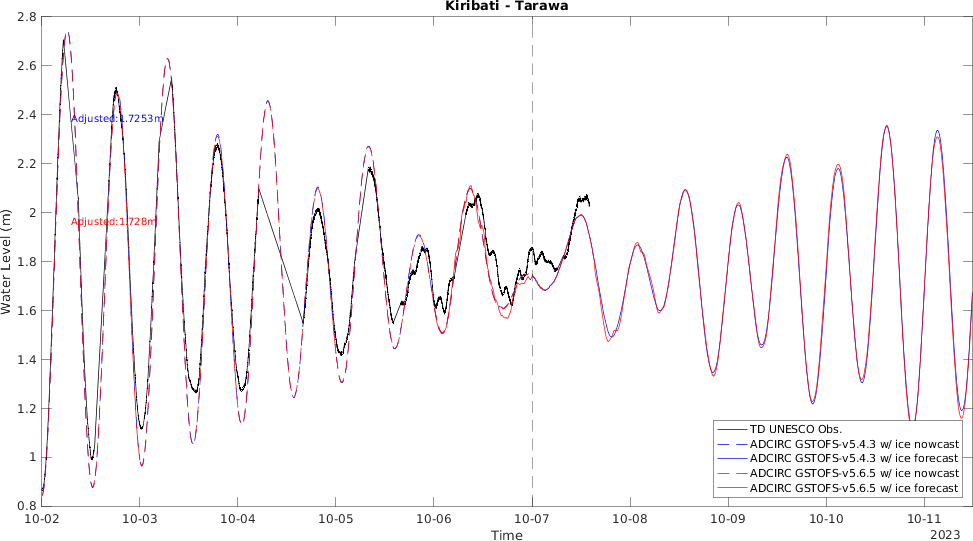 Kiribati - Tarawa
Water Level (m)
2.8
2.6
2.4
2.2
2
1.8
1.6
1.4
1.2
1
0.8
Adjusted:1.7253m
Adjusted:1.728m
TD UNESCO Obs.
ADCIRC GSTOFS-v5.4.3 w/ ice nowcast
ADCIRC GSTOFS-v5.4.3 w/ ice forecast
ADCIRC GSTOFS-v5.6.5 w/ ice nowcast
ADCIRC GSTOFS-v5.6.5 w/ ice forecast
10-02 10-03 10-04 10-05 10-06 10-07 10-08 10-09 10-10 10-11
Time
2023